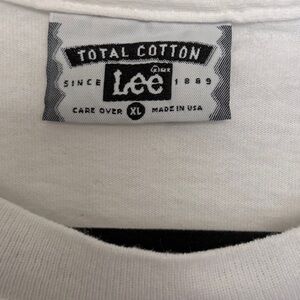 TOTAL COTTON
SINCE Lee 1889
CARE OVER XL MADE IN USA